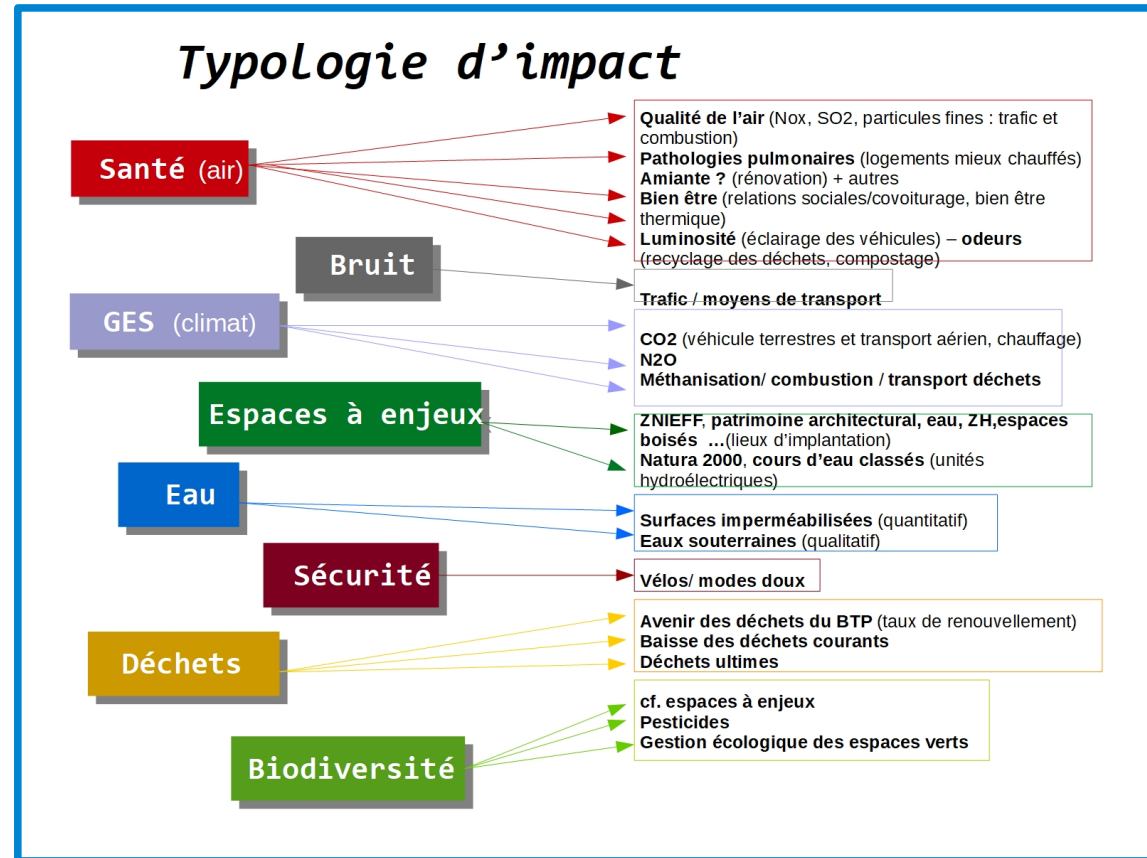 Typologie d’impact
Santé (air)
Qualité de l’air (Nox, SO2, particules fines : trafic et
combustion)
Pathologies pulmonaires (logements mieux chauffés)
Amiante ? (rénovation) + autres
Bien être (relations sociales/covoiturage, bien être
thermique)
Luminosité (éclairage des véhicules) – odeurs
(recyclage des déchets, compostage)
Bruit
Trafic / moyens de transport
GES (climat)
CO2 (véhicule terrestres et transport aérien, chauffage)
N2O
Méthanisation/ combustion / transport déchets
Espaces à enjeux
ZNIEFF, patrimoine architectural, eau, ZH,espaces
boisés …(lieux d’implantation)
Natura 2000, cours d’eau classés (unités
hydroélectriques)
Eau
Surfaces imperméabilisées (quantitatif)
Eaux souterraines (qualitatif)
Sécurité
Vélos/ modes doux
Déchets
Avenir des déchets du BTP (taux de renouvellement)
Baisse des déchets courants
Déchets ultimes
Biodiversité
cf. espaces à enjeux
Pesticides
Gestion écologique des espaces verts